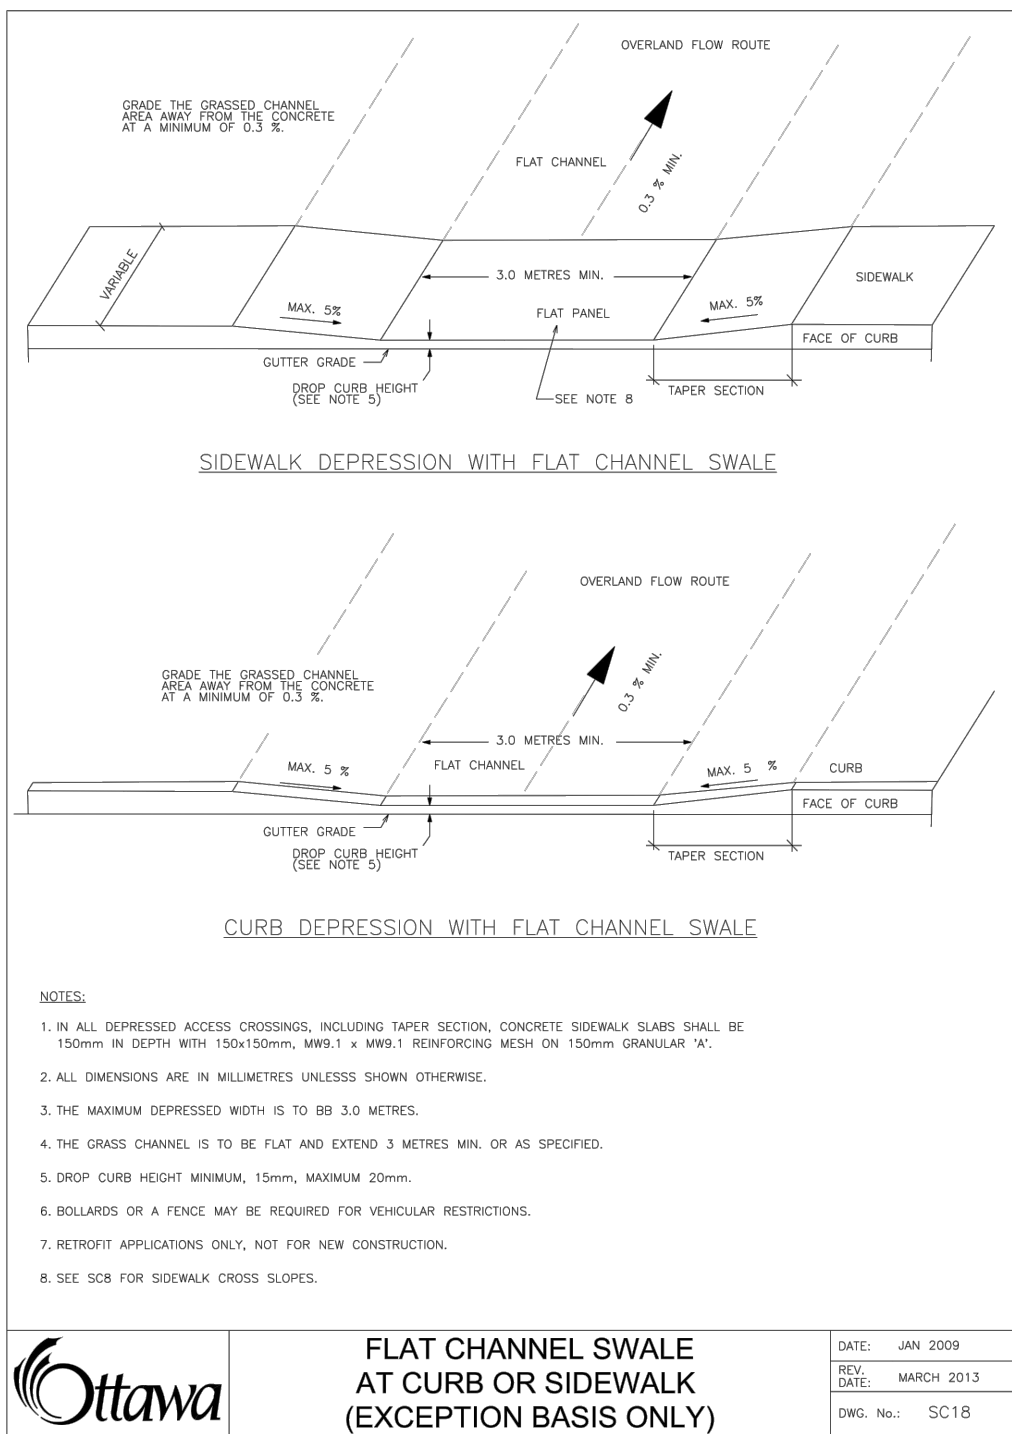 OVERLAND FLOW ROUTE
GRADE THE GRASSED CHANNEL
AREA AWAY FROM THE CONCRETE
AT A MINIMUM OF 0.3 %.
FLAT CHANNEL
0.3 % MIN.
VARIABLE
3.0 METRES MIN.
SIDEWALK
MAX. 5%
FLAT PANEL
MAX. 5%
FACE OF CURB
GUTTER GRADE
DROP CURB HEIGHT
(SEE NOTE 5)
SEE NOTE 8
TAPER SECTION
SIDEWALK DEPRESSION WITH FLAT CHANNEL SWALE
OVERLAND FLOW ROUTE
GRADE THE GRASSED CHANNEL
AREA AWAY FROM THE CONCRETE
AT A MINIMUM OF 0.3 %.
0.3 % MIN.
3.0 METRES MIN.
MAX. 5 %
FLAT CHANNEL
MAX. 5 %
CURB
FACE OF CURB
GUTTER GRADE
DROP CURB HEIGHT
(SEE NOTE 5)
TAPER SECTION
CURB DEPRESSION WITH FLAT CHANNEL SWALE
NOTES:
1. IN ALL DEPRESSED ACCESS CROSSINGS, INCLUDING TAPER SECTION, CONCRETE SIDEWALK SLABS SHALL BE
150mm IN DEPTH WITH 150x150mm, MW9.1 x MW9.1 REINFORCING MESH ON 150mm GRANULAR 'A'.
2. ALL DIMENSIONS ARE IN MILLIMETRES UNLESSS SHOWN OTHERWISE.
3. THE MAXIMUM DEPRESSED WIDTH IS TO BB 3.0 METRES.
4. THE GRASS CHANNEL IS TO BE FLAT AND EXTEND 3 METRES MIN. OR AS SPECIFIED.
5. DROP CURB HEIGHT MINIMUM, 15mm, MAXIMUM 20mm.
6. BOLLARDS OR A FENCE MAY BE REQUIRED FOR VEHICULAR RESTRICTIONS.
7. RETROFIT APPLICATIONS ONLY, NOT FOR NEW CONSTRUCTION.
8. SEE SC8 FOR SIDEWALK CROSS SLOPES.
Ottawa
FLAT CHANNEL SWALE
AT CURB OR SIDEWALK
(EXCEPTION BASIS ONLY)
DATE: JAN 2009
REV.
DATE: MARCH 2013
DWG. No.: SC18